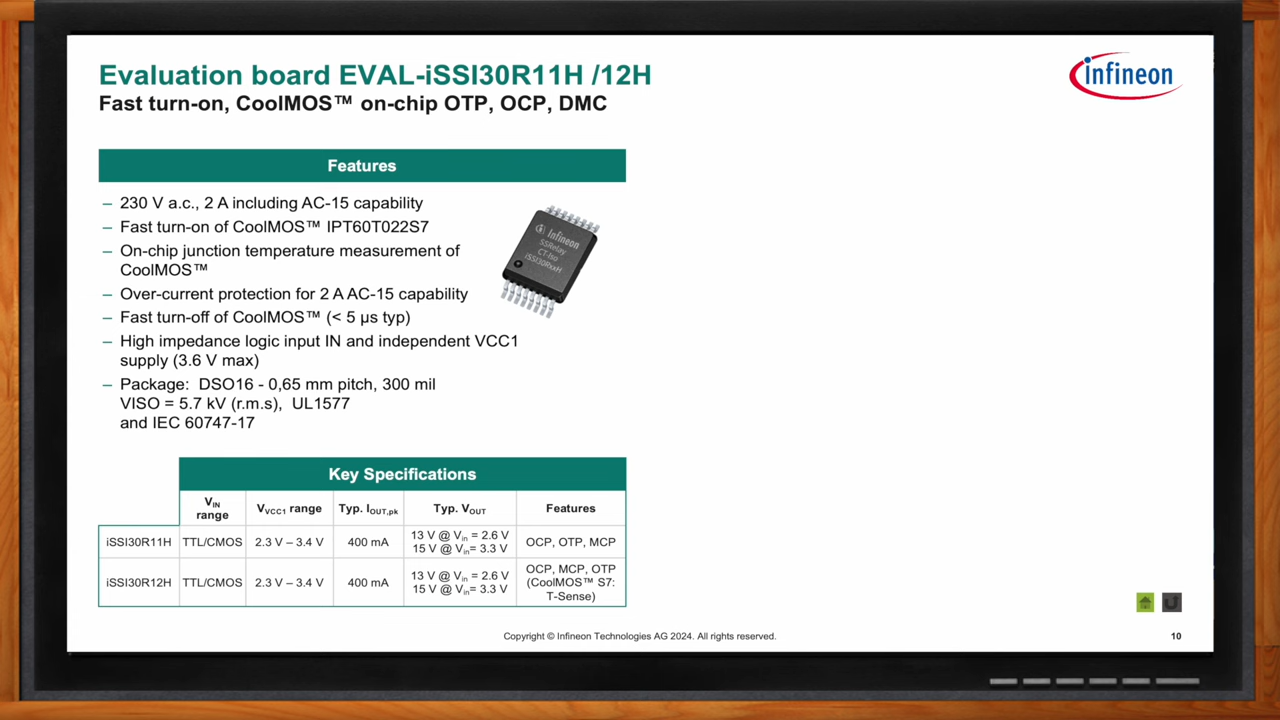 Evaluation board EVAL-iSSI30R11H /12H
Fast turn-on, CoolMOS™ on-chip OTP, OCP, DMC
infineon
Features
– 230 V a.c., 2 A including AC-15 capability
– Fast turn-on of CoolMOS™ IPT60T022S7
– On-chip junction temperature measurement of
CoolMOS™
– Over-current protection for 2 A AC-15 capability
– Fast turn-off of CoolMOS™ (< 5 µs typ)
– High impedance logic input IN and independent VCC1
supply (3.6 V max)
– Package: DSO16 - 0,65 mm pitch, 300 mil
VISO = 5.7 kV (r.m.s), UL1577
and IEC 60747-17
Infineon
SSRelay
CT-Iso
iSSI30RxxH
Key Specifications
VIN range VVCC1 range Typ. IOUT,pk Typ. VOUT Features
iSSI30R11H TTL/CMOS 2.3 V – 3.4 V 400 mA 13 V @ Vin = 2.6 V 15 V @ Vin= 3.3 V OCP, OTP, MCP
iSSI30R12H TTL/CMOS 2.3 V – 3.4 V 400 mA 13 V @ Vin = 2.6 V 15 V @ Vin= 3.3 V OCP, MCP, OTP (CoolMOS™ S7: T-Sense)
Copyright © Infineon Technologies AG 2024. All rights reserved.
10